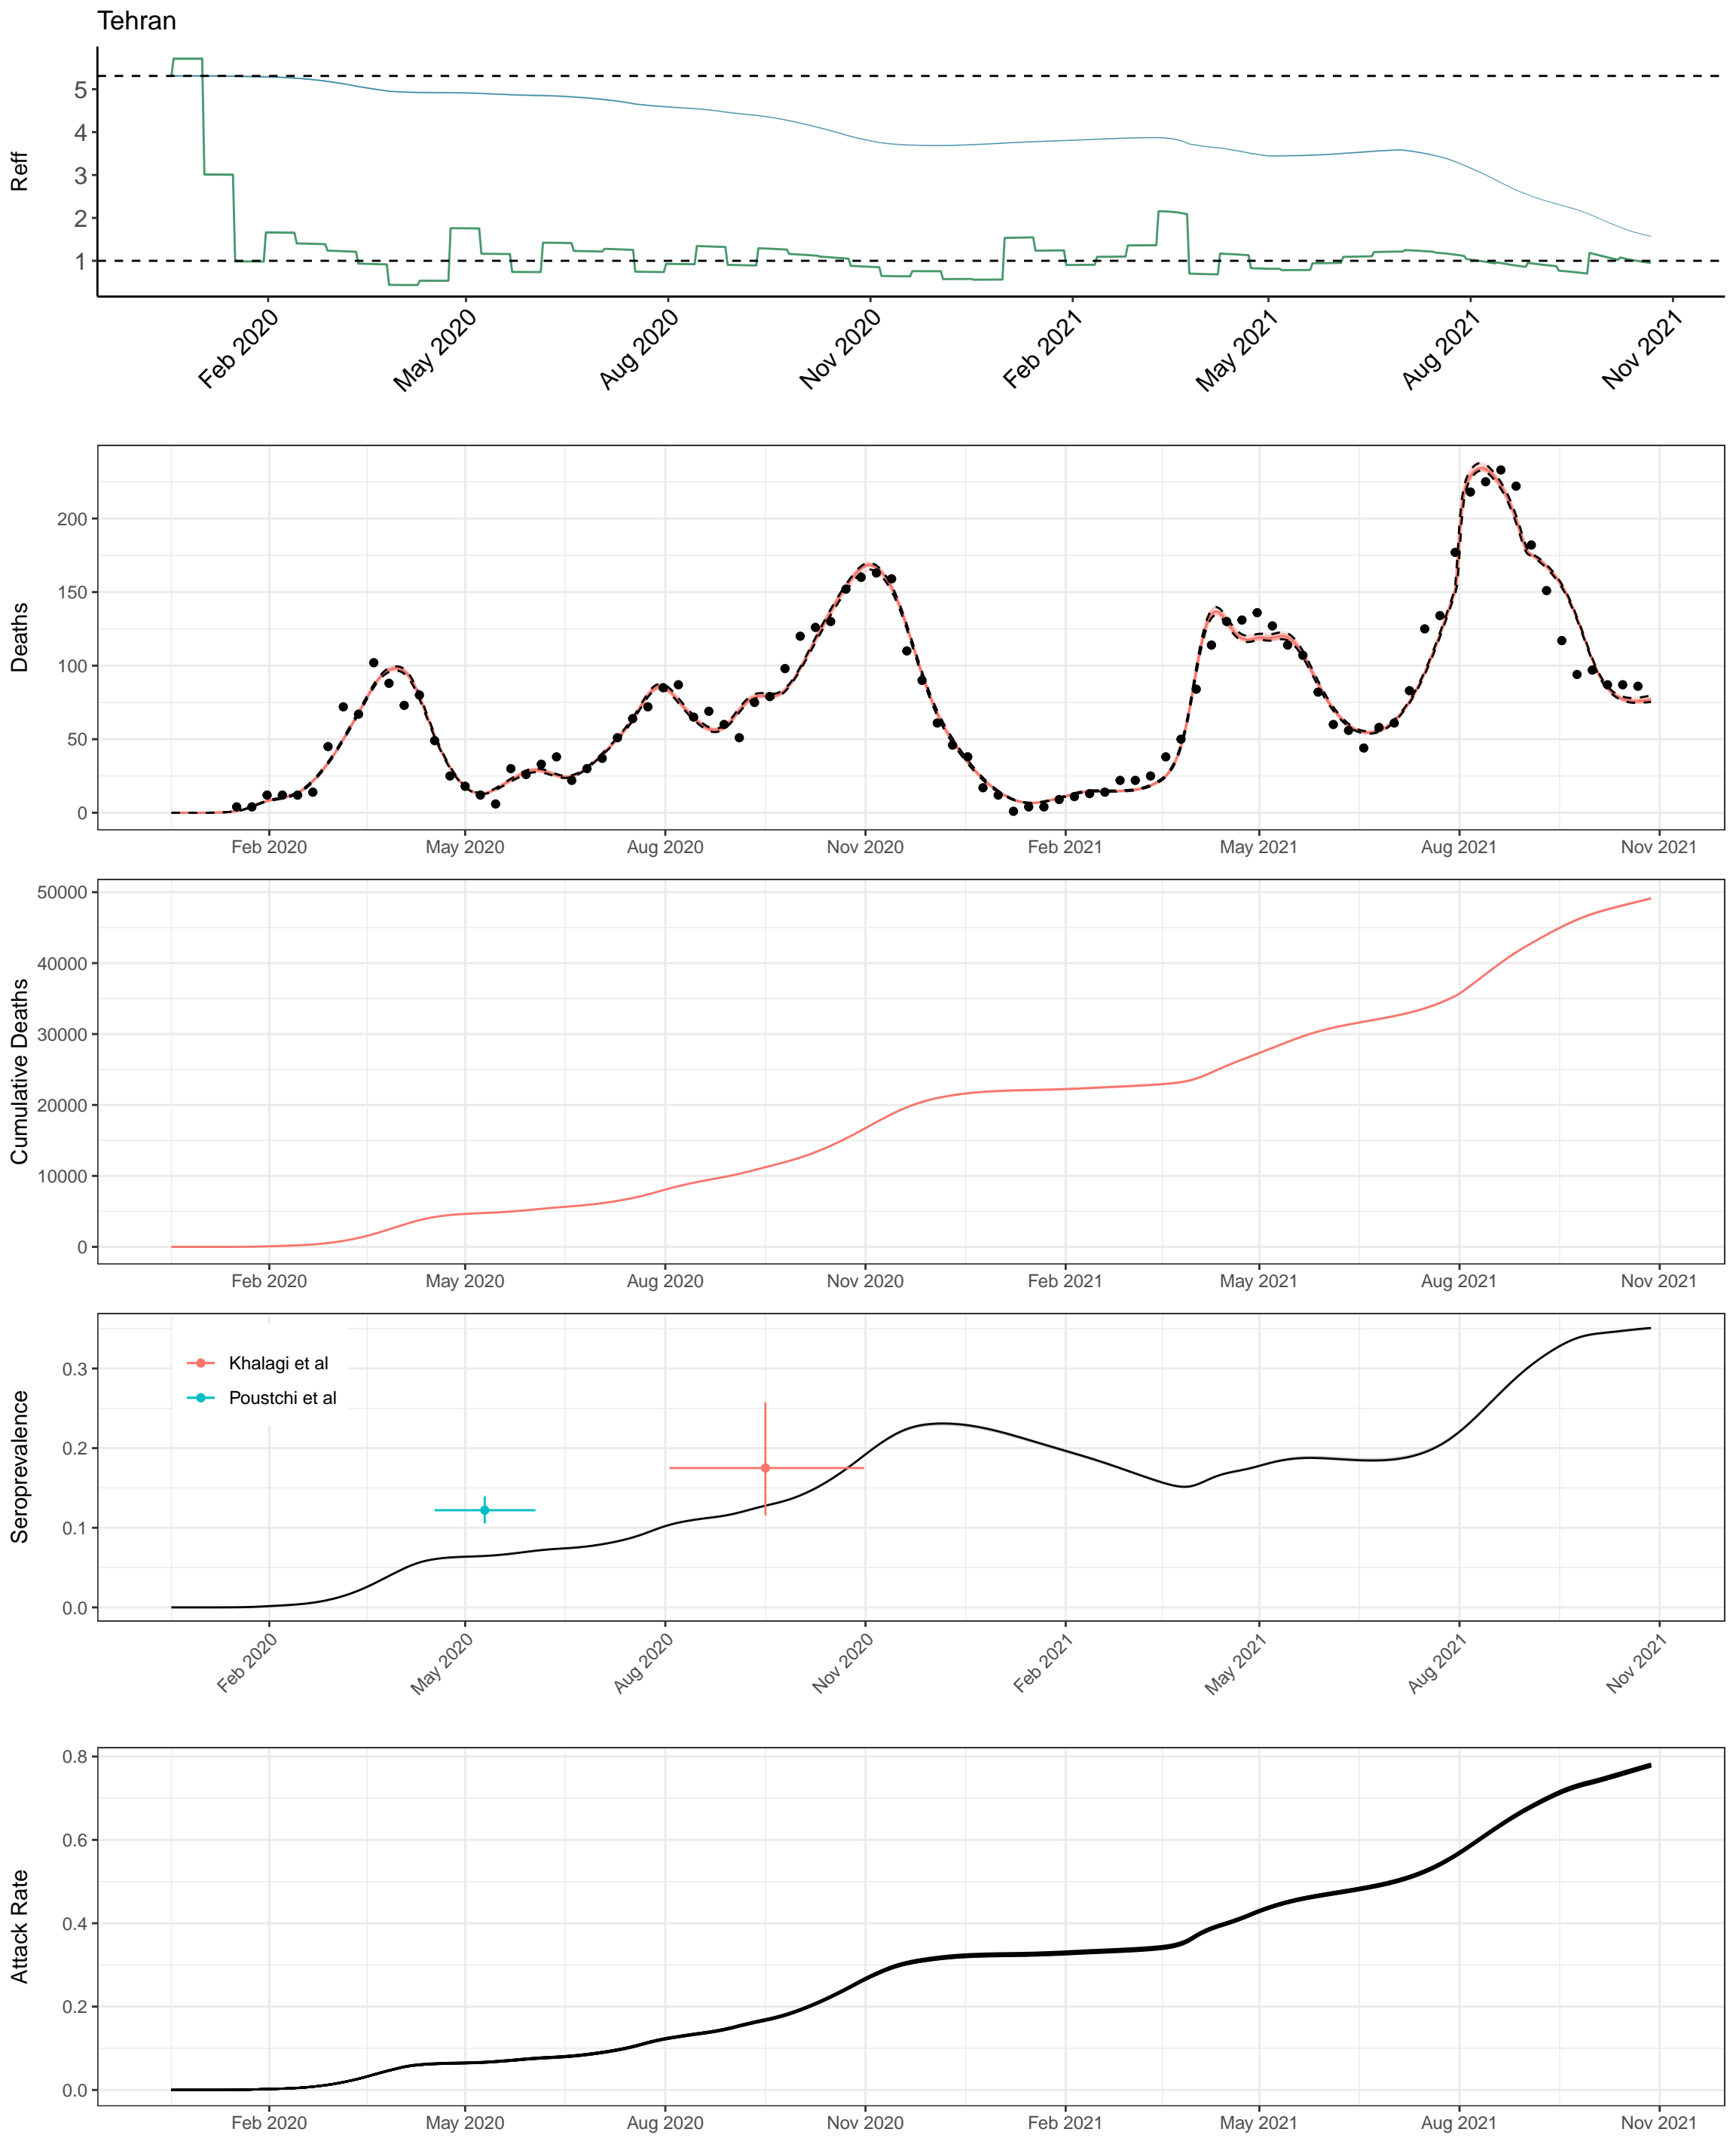 Tehran
Reff
5
4
3
2
1
Feb 2020
May 2020
Aug 2020
Nov 2020
Feb 2021
May 2021
Aug 2021
Nov 2021
Deaths
200
150
100
50
0
Feb 2020
May 2020
Aug 2020
Nov 2020
Feb 2021
May 2021
Aug 2021
Nov 2021
Cumulative Deaths
50000
40000
30000
20000
10000
0
Feb 2020
May 2020
Aug 2020
Nov 2020
Feb 2021
May 2021
Aug 2021
Nov 2021
Seroprevalence
0.3
0.2
0.1
0.0
Khalagi et al
Poustchi et al
Feb 2020
May 2020
Aug 2020
Nov 2020
Feb 2021
May 2021
Aug 2021
Nov 2021
Attack Rate
0.8
0.6
0.4
0.2
0.0
Feb 2020
May 2020
Aug 2020
Nov 2020
Feb 2021
May 2021
Aug 2021
Nov 2021